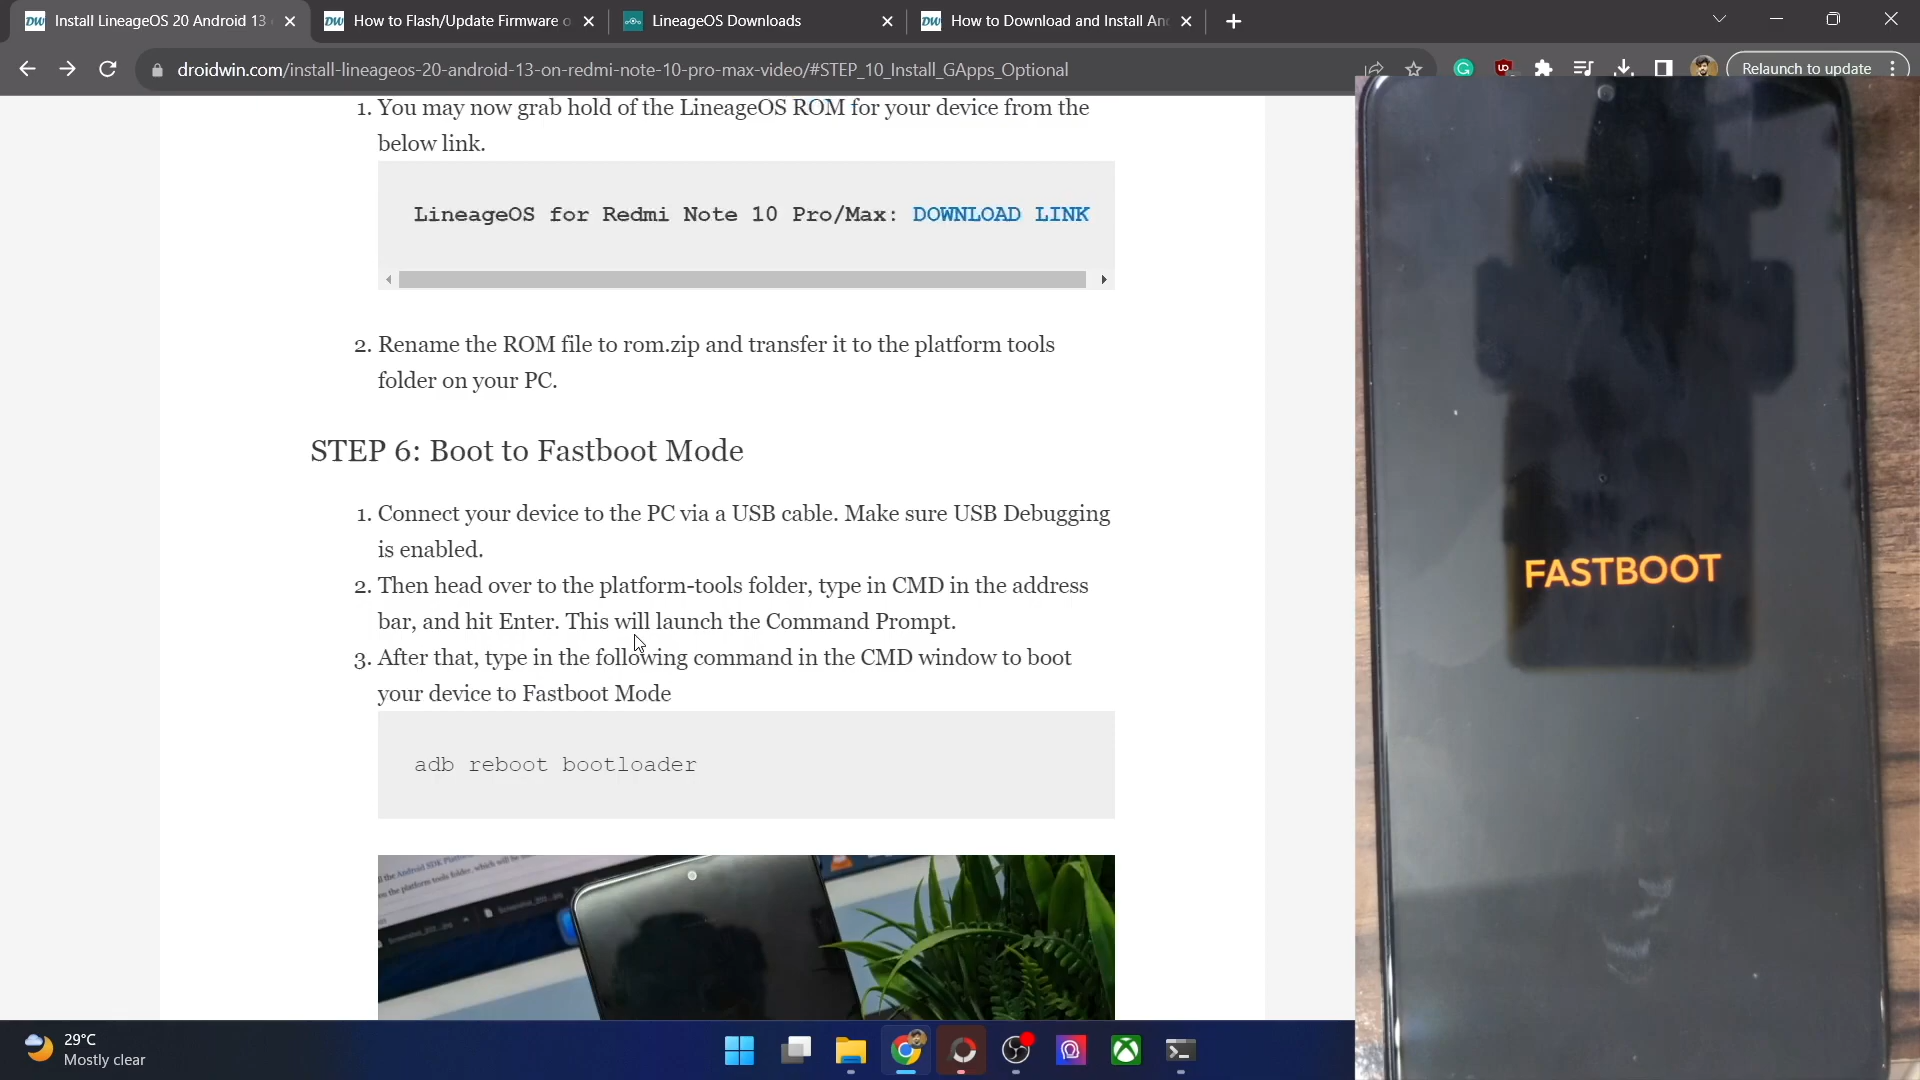 DW Install LineageOS 20 Android 13
DW How to Flash/Update Firmware o
LineageOS Downloads
DW How to Download and Install An
droidwin.com/install-lineageos-20-android-13-on-redmi-note-10-pro-max-video/#STEP_10_Install_GApps_Optional
Relaunch to update
1. You may now grab hold of the LineageOS ROM for your device from the
below link.
LineageOS for Redmi Note 10 Pro/Max: DOWNLOAD LINK
2. Rename the ROM file to rom.zip and transfer it to the platform tools
folder on your PC.
STEP 6: Boot to Fastboot Mode
1. Connect your device to the PC via a USB cable. Make sure USB Debugging
is enabled.
2. Then head over to the platform-tools folder, type in CMD in the address
bar, and hit Enter. This will launch the Command Prompt.
3. After that, type in the following command in the CMD window to boot
your device to Fastboot Mode
adb reboot bootloader
FASTBOOT
29°C
Mostly clear